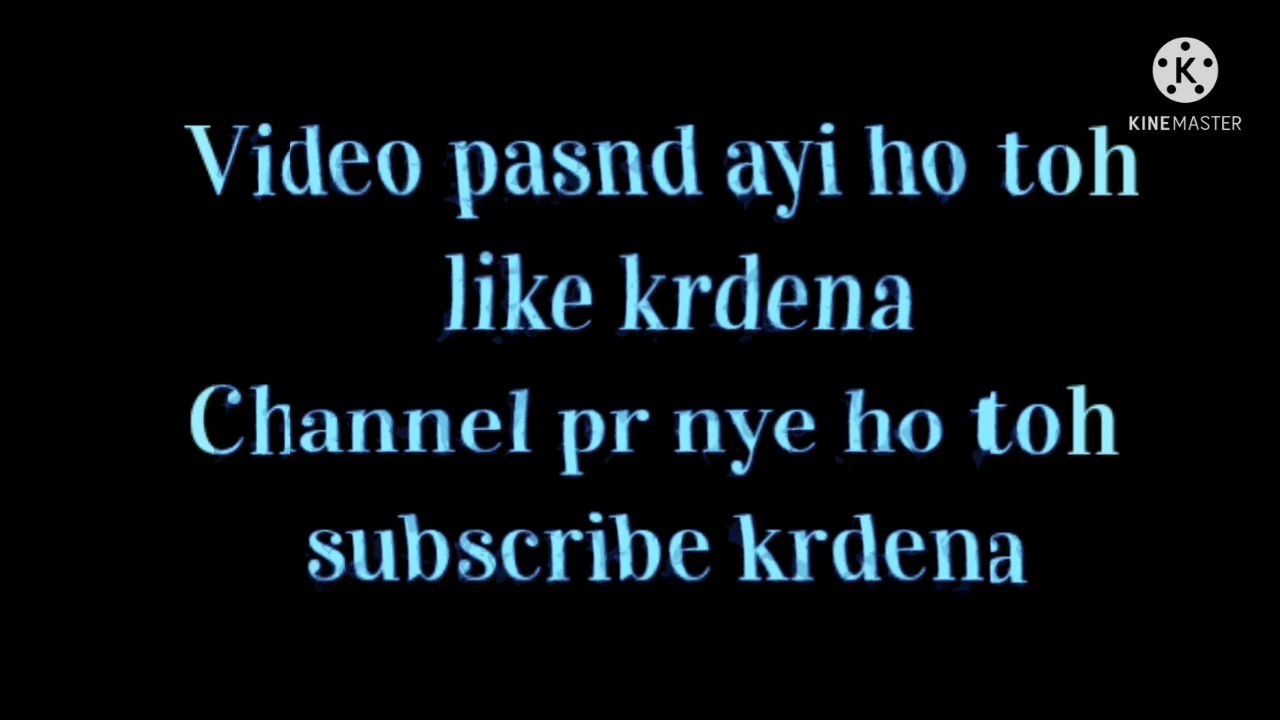 K
KINEMASTER
Video pasnd ayi ho toh
like krdena
Channel pr nye ho toh
subscribe krdena